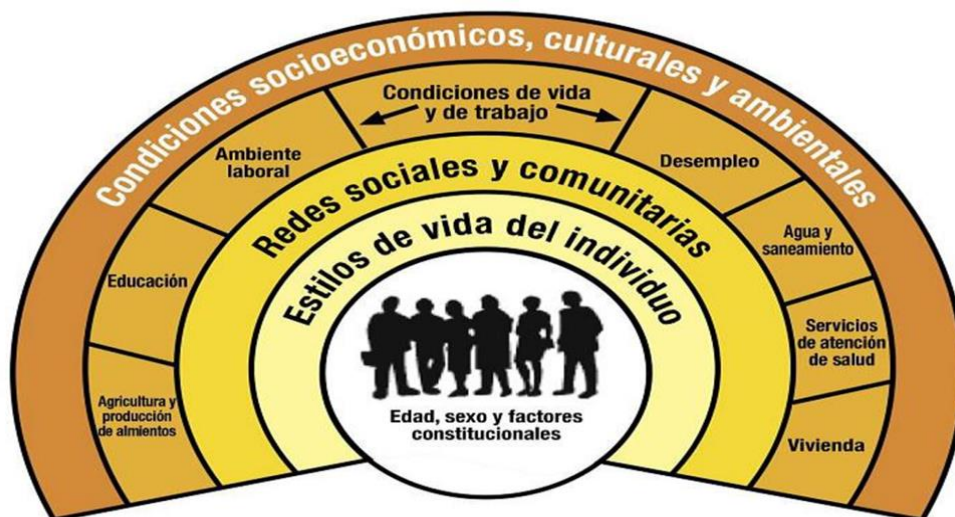 Condiciones socioeconómicos, culturales y ambientales
Condiciones de vida
y de trabajo
Ambiente
laboral
Desempleo
Redes sociales y comunitarias
Agua y
saneamiento
Educación
Estilos de vida del individuo
Servicios
de atención
de salud
Agricultura y
producción
de almientos
Edad, sexo y factores
constitucionales
Vivienda